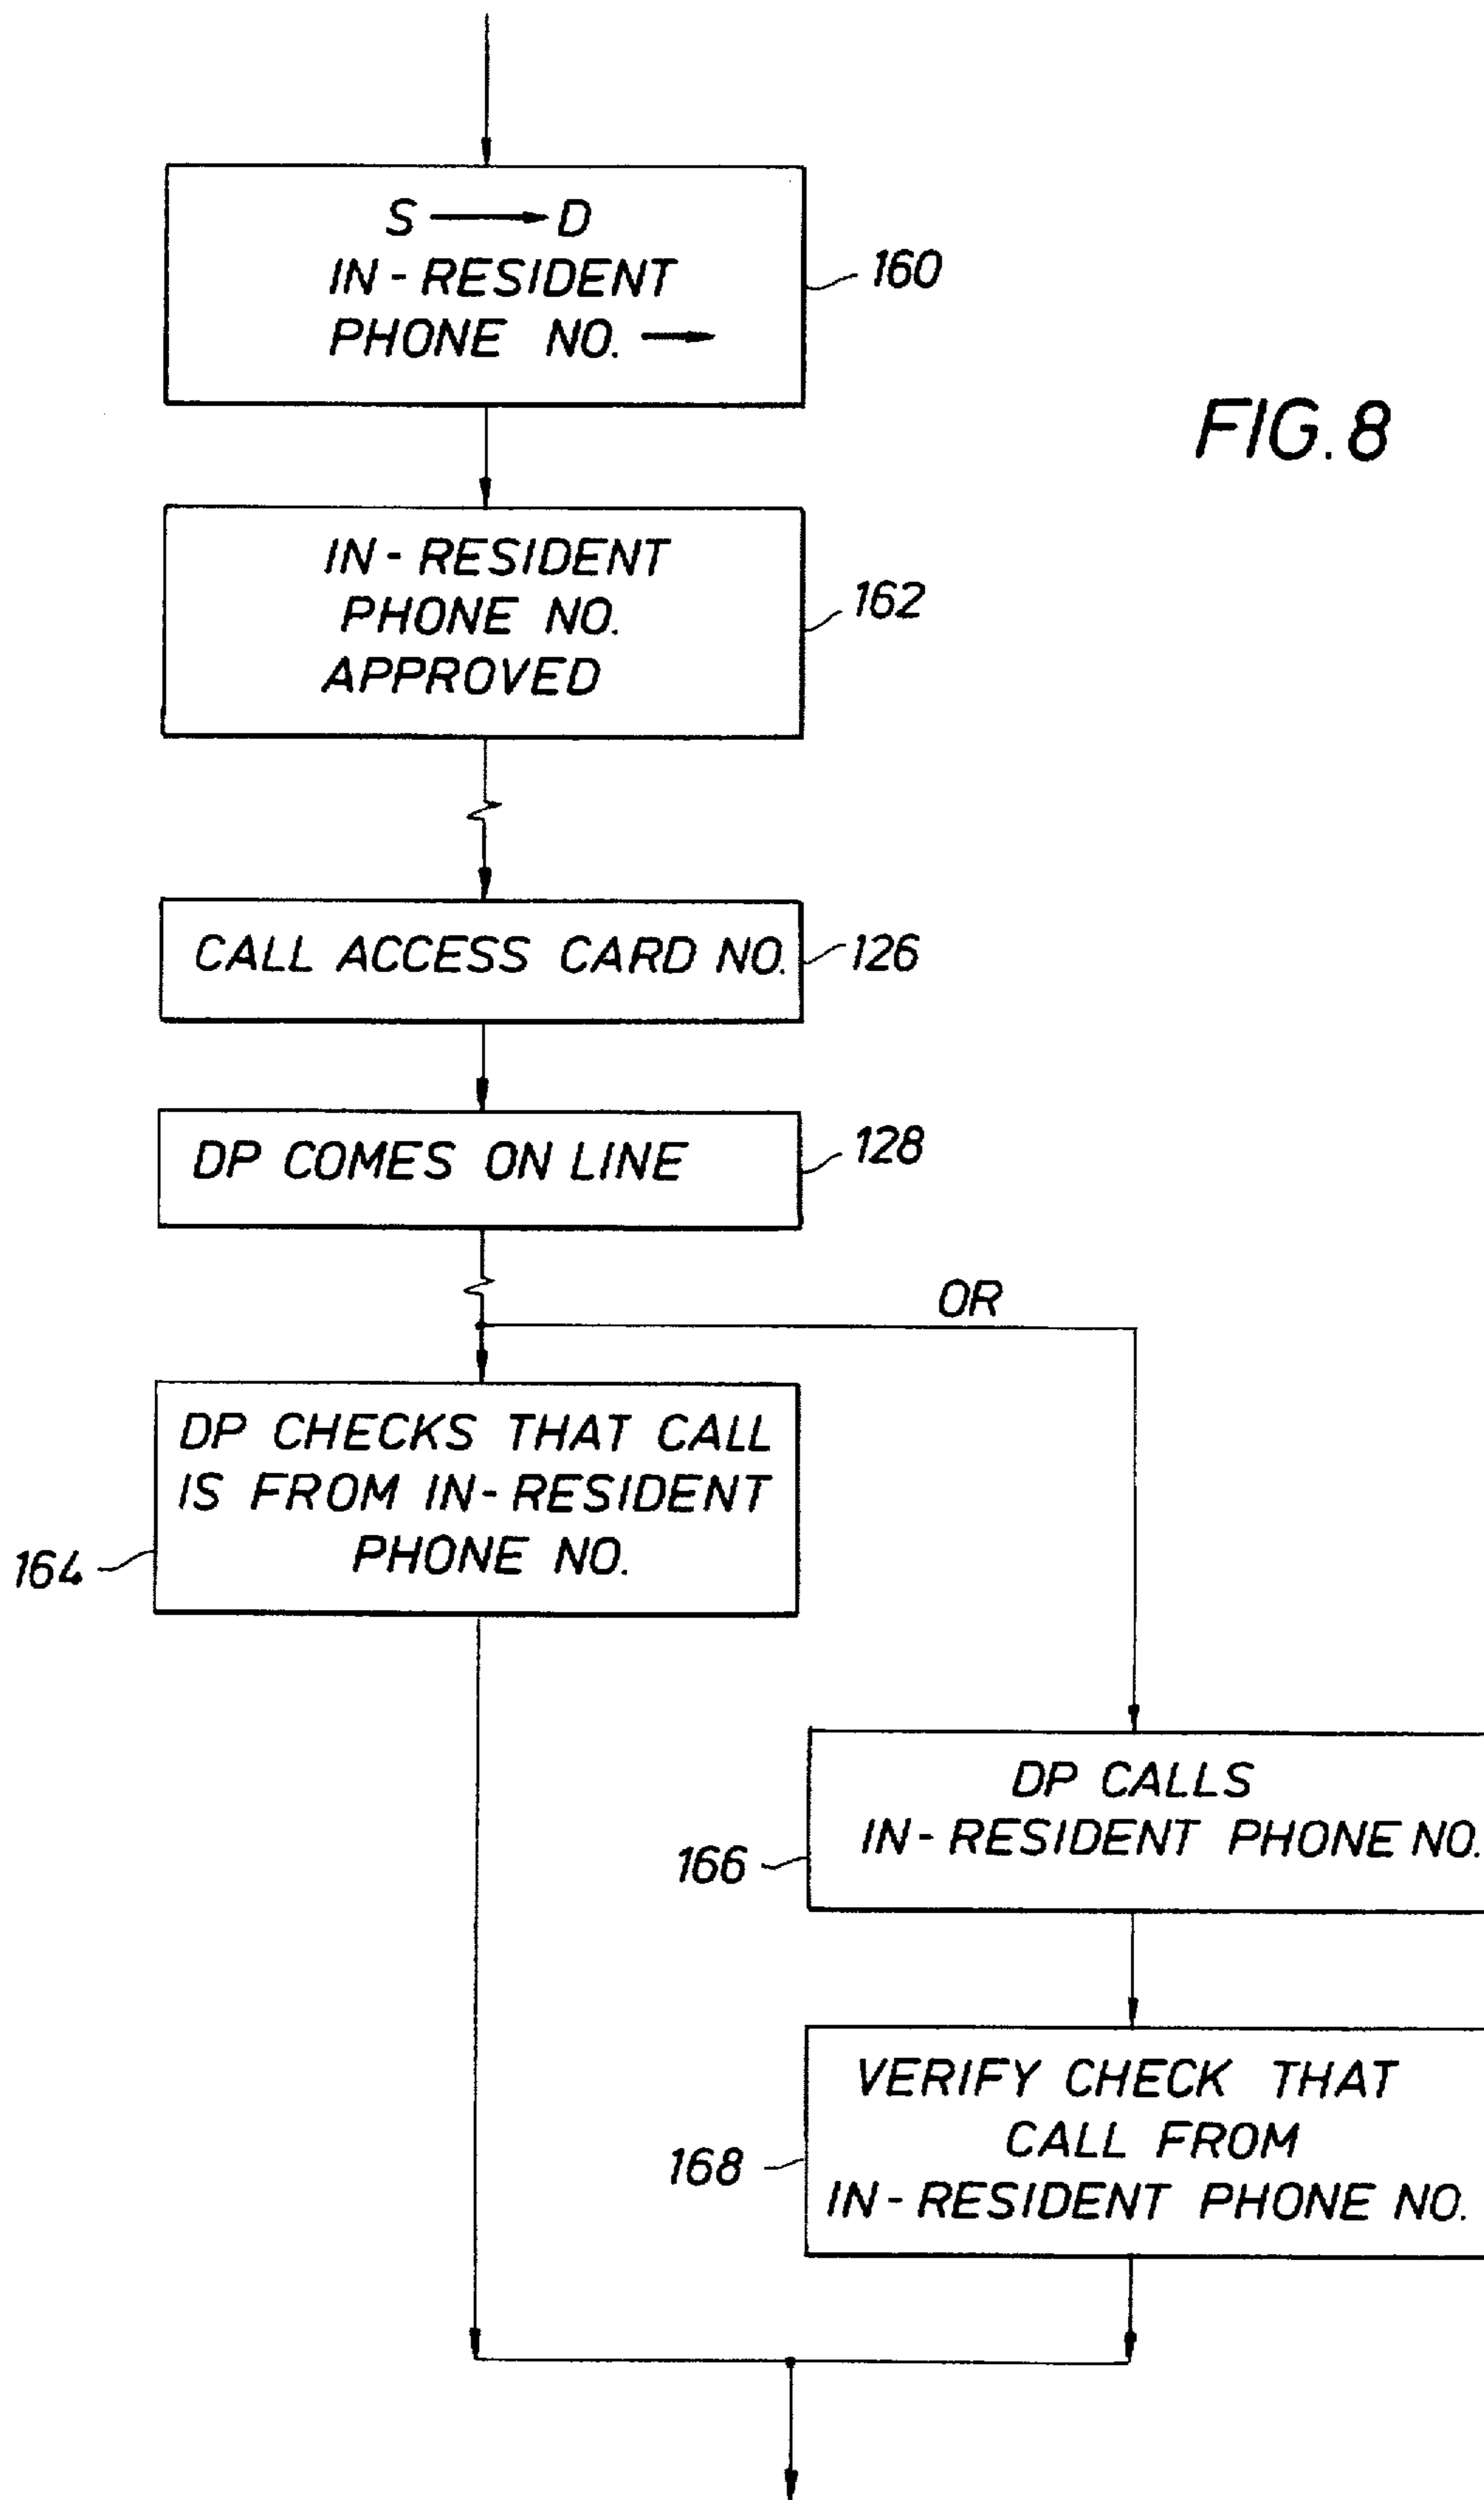 S → D
IN-RESIDENT
PHONE NO. →
160
FIG. 8
IN-RESIDENT
PHONE NO.
APPROVED
162
CALL ACCESS CARD NO.
126
DP COMES ON LINE
128
OR
DP CHECKS THAT CALL
IS FROM IN-RESIDENT
PHONE NO.
164
DP CALLS
IN-RESIDENT PHONE NO.
166
VERIFY CHECK THAT
CALL FROM
IN-RESIDENT PHONE NO.
168